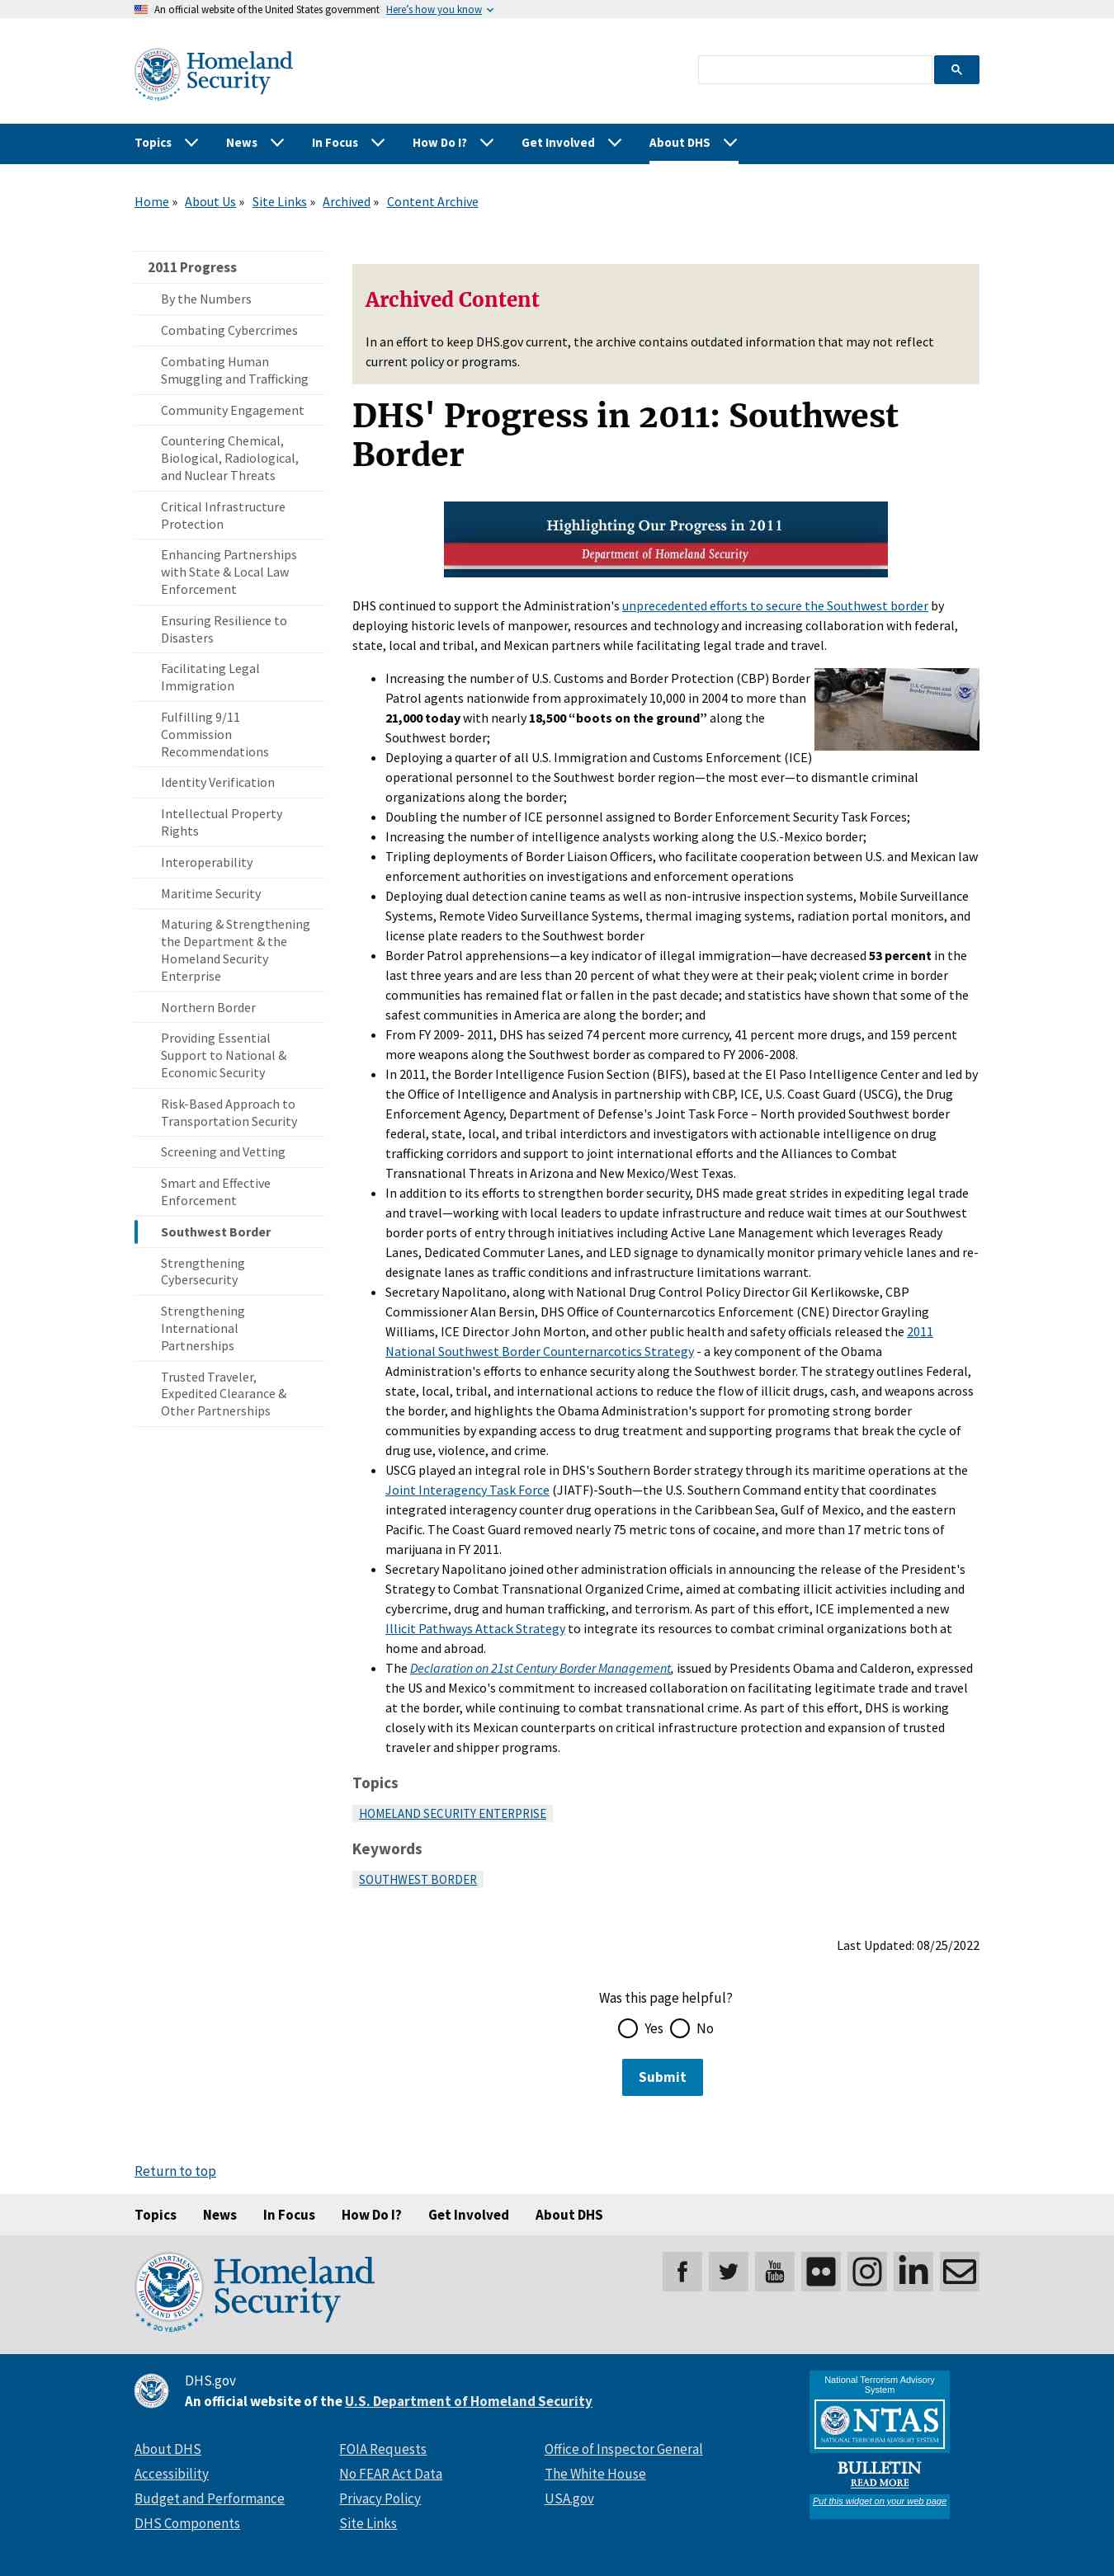 An official website of the United States government Here's how you know
Homeland
Security
20 YEARS
Topics News In Focus How Do I? Get Involved About DHS
Home » About Us » Site Links » Archived » Content Archive
2011 Progress
By the Numbers
Combating Cybercrimes
Combating Human
Smuggling and Trafficking
Community Engagement
Countering Chemical,
Biological, Radiological,
and Nuclear Threats
Critical Infrastructure
Protection
Enhancing Partnerships
with State & Local Law
Enforcement
Ensuring Resilience to
Disasters
Facilitating Legal
Immigration
Fulfilling 9/11
Commission
Recommendations
Identity Verification
Intellectual Property
Rights
Interoperability
Maritime Security
Maturing & Strengthening
the Department & the
Homeland Security
Enterprise
Northern Border
Providing Essential
Support to National &
Economic Security
Risk-Based Approach to
Transportation Security
Screening and Vetting
Smart and Effective
Enforcement
Southwest Border
Strengthening
Cybersecurity
Strengthening
International
Partnerships
Trusted Traveler,
Expedited Clearance &
Other Partnerships
Archived Content
In an effort to keep DHS.gov current, the archive contains outdated information that may not reflect
current policy or programs.
DHS' Progress in 2011: Southwest
Border
Highlighting Our Progress in 2011
Department of Homeland Security
DHS continued to support the Administration's unprecedented efforts to secure the Southwest border by
deploying historic levels of manpower, resources and technology and increasing collaboration with federal,
state, local and tribal, and Mexican partners while facilitating legal trade and travel.
U.S. Customs and
Border Protection
• Increasing the number of U.S. Customs and Border Protection (CBP) Border
Patrol agents nationwide from approximately 10,000 in 2004 to more than
21,000 today with nearly 18,500 “boots on the ground” along the
Southwest border;
• Deploying a quarter of all U.S. Immigration and Customs Enforcement (ICE)
operational personnel to the Southwest border region—the most ever—to dismantle criminal
organizations along the border;
• Doubling the number of ICE personnel assigned to Border Enforcement Security Task Forces;
• Increasing the number of intelligence analysts working along the U.S.-Mexico border;
• Tripling deployments of Border Liaison Officers, who facilitate cooperation between U.S. and Mexican law
enforcement authorities on investigations and enforcement operations
• Deploying dual detection canine teams as well as non-intrusive inspection systems, Mobile Surveillance
Systems, Remote Video Surveillance Systems, thermal imaging systems, radiation portal monitors, and
license plate readers to the Southwest border
• Border Patrol apprehensions—a key indicator of illegal immigration—have decreased 53 percent in the
last three years and are less than 20 percent of what they were at their peak; violent crime in border
communities has remained flat or fallen in the past decade; and statistics have shown that some of the
safest communities in America are along the border; and
• From FY 2009- 2011, DHS has seized 74 percent more currency, 41 percent more drugs, and 159 percent
more weapons along the Southwest border as compared to FY 2006-2008.
• In 2011, the Border Intelligence Fusion Section (BIFS), based at the El Paso Intelligence Center and led by
the Office of Intelligence and Analysis in partnership with CBP, ICE, U.S. Coast Guard (USCG), the Drug
Enforcement Agency, Department of Defense's Joint Task Force – North provided Southwest border
federal, state, local, and tribal interdictors and investigators with actionable intelligence on drug
trafficking corridors and support to joint international efforts and the Alliances to Combat
Transnational Threats in Arizona and New Mexico/West Texas.
• In addition to its efforts to strengthen border security, DHS made great strides in expediting legal trade
and travel—working with local leaders to update infrastructure and reduce wait times at our Southwest
border ports of entry through initiatives including Active Lane Management which leverages Ready
Lanes, Dedicated Commuter Lanes, and LED signage to dynamically monitor primary vehicle lanes and re-
designate lanes as traffic conditions and infrastructure limitations warrant.
• Secretary Napolitano, along with National Drug Control Policy Director Gil Kerlikowske, CBP
Commissioner Alan Bersin, DHS Office of Counternarcotics Enforcement (CNE) Director Grayling
Williams, ICE Director John Morton, and other public health and safety officials released the 2011
National Southwest Border Counternarcotics Strategy - a key component of the Obama
Administration's efforts to enhance security along the Southwest border. The strategy outlines Federal,
state, local, tribal, and international actions to reduce the flow of illicit drugs, cash, and weapons across
the border, and highlights the Obama Administration's support for promoting strong border
communities by expanding access to drug treatment and supporting programs that break the cycle of
drug use, violence, and crime.
• USCG played an integral role in DHS's Southern Border strategy through its maritime operations at the
Joint Interagency Task Force (JIATF)-South—the U.S. Southern Command entity that coordinates
integrated interagency counter drug operations in the Caribbean Sea, Gulf of Mexico, and the eastern
Pacific. The Coast Guard removed nearly 75 metric tons of cocaine, and more than 17 metric tons of
marijuana in FY 2011.
• Secretary Napolitano joined other administration officials in announcing the release of the President's
Strategy to Combat Transnational Organized Crime, aimed at combating illicit activities including and
cybercrime, drug and human trafficking, and terrorism. As part of this effort, ICE implemented a new
Illicit Pathways Attack Strategy to integrate its resources to combat criminal organizations both at
home and abroad.
• The Declaration on 21st Century Border Management, issued by Presidents Obama and Calderon, expressed
the US and Mexico's commitment to increased collaboration on facilitating legitimate trade and travel
at the border, while continuing to combat transnational crime. As part of this effort, DHS is working
closely with its Mexican counterparts on critical infrastructure protection and expansion of trusted
traveler and shipper programs.
Topics
HOMELAND SECURITY ENTERPRISE
Keywords
SOUTHWEST BORDER
Last Updated: 08/25/2022
Was this page helpful?
Yes No
Submit
Return to top
Topics News In Focus How Do I? Get Involved About DHS
U.S. DEPARTMENT OF HOMELAND SECURITY
20 YEARS
Homeland
Security
You
Tube
in
DHS.gov
An official website of the U.S. Department of Homeland Security
About DHS
Accessibility
Budget and Performance
DHS Components
FOIA Requests
No FEAR Act Data
Privacy Policy
Site Links
Office of Inspector General
The White House
USA.gov
National Terrorism Advisory
System
NTAS
NATIONAL TERRORISM ADVISORY SYSTEM
BULLETIN
READ MORE
Put this widget on your web page